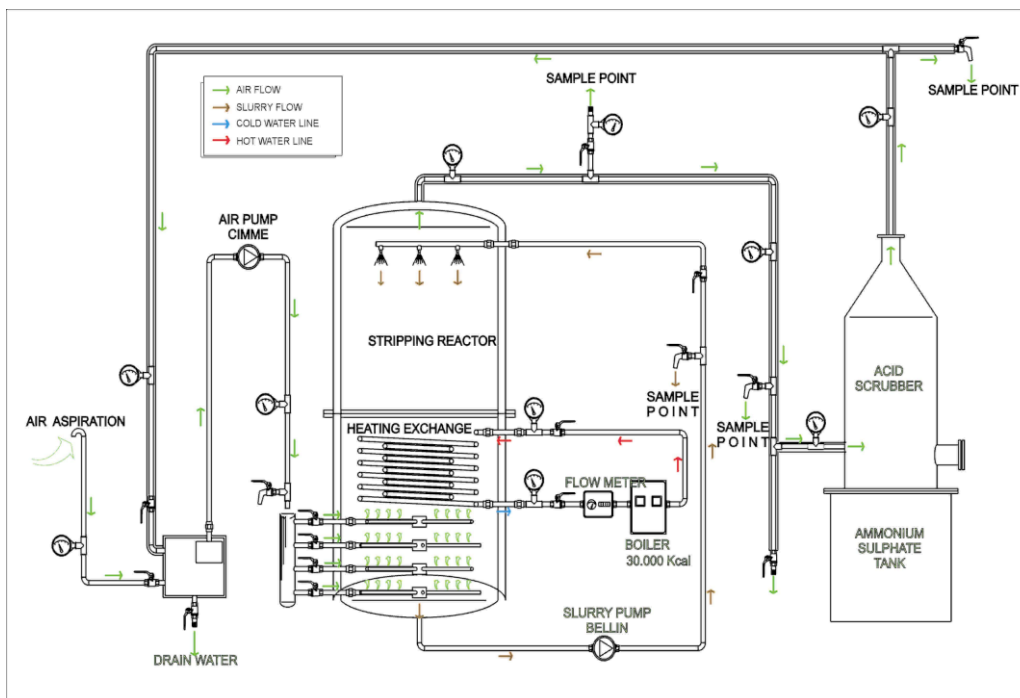 SAMPLE POINT
SAMPLE POINT
AIR FLOW
SLURRY FLOW
COLD WATER LINE
HOT WATER LINE
AIR PUMP
CIMME
STRIPPING REACTOR
ACID
SCRUBBER
SAMPLE
POINT
AIR ASPIRATION
HEATING EXCHANGE
SAMPLE
POINT
FLOW METER
BOILER
30.000 Kcal
AMMONIUM
SULPHATE
TANK
SLURRY PUMP
BELLIN
DRAIN WATER